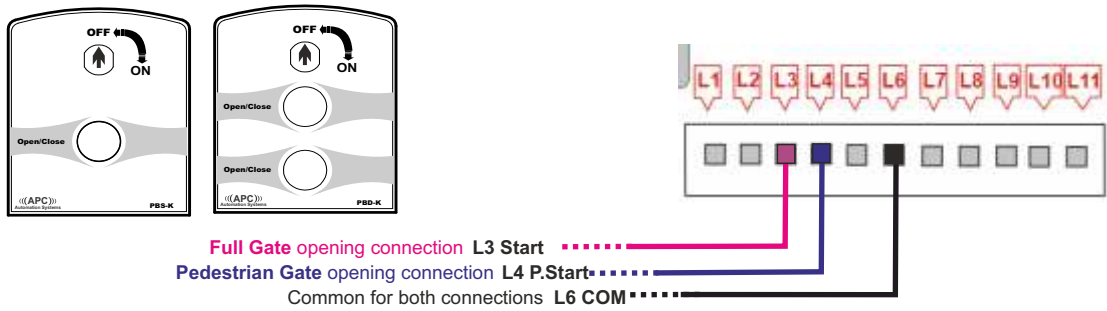 OFF
ON
Open/Close
((( APC )))
Automation Systems
PBS-K
OFF
ON
Open/Close
Open/Close
((( APC )))
Automation Systems
PBD-K
L1 L2 L3 L4 L5 L6 L7 L8 L9 L10 L11
Full Gate opening connection L3 Start
Pedestrian Gate opening connection L4 P.Start
Common for both connections L6 COM